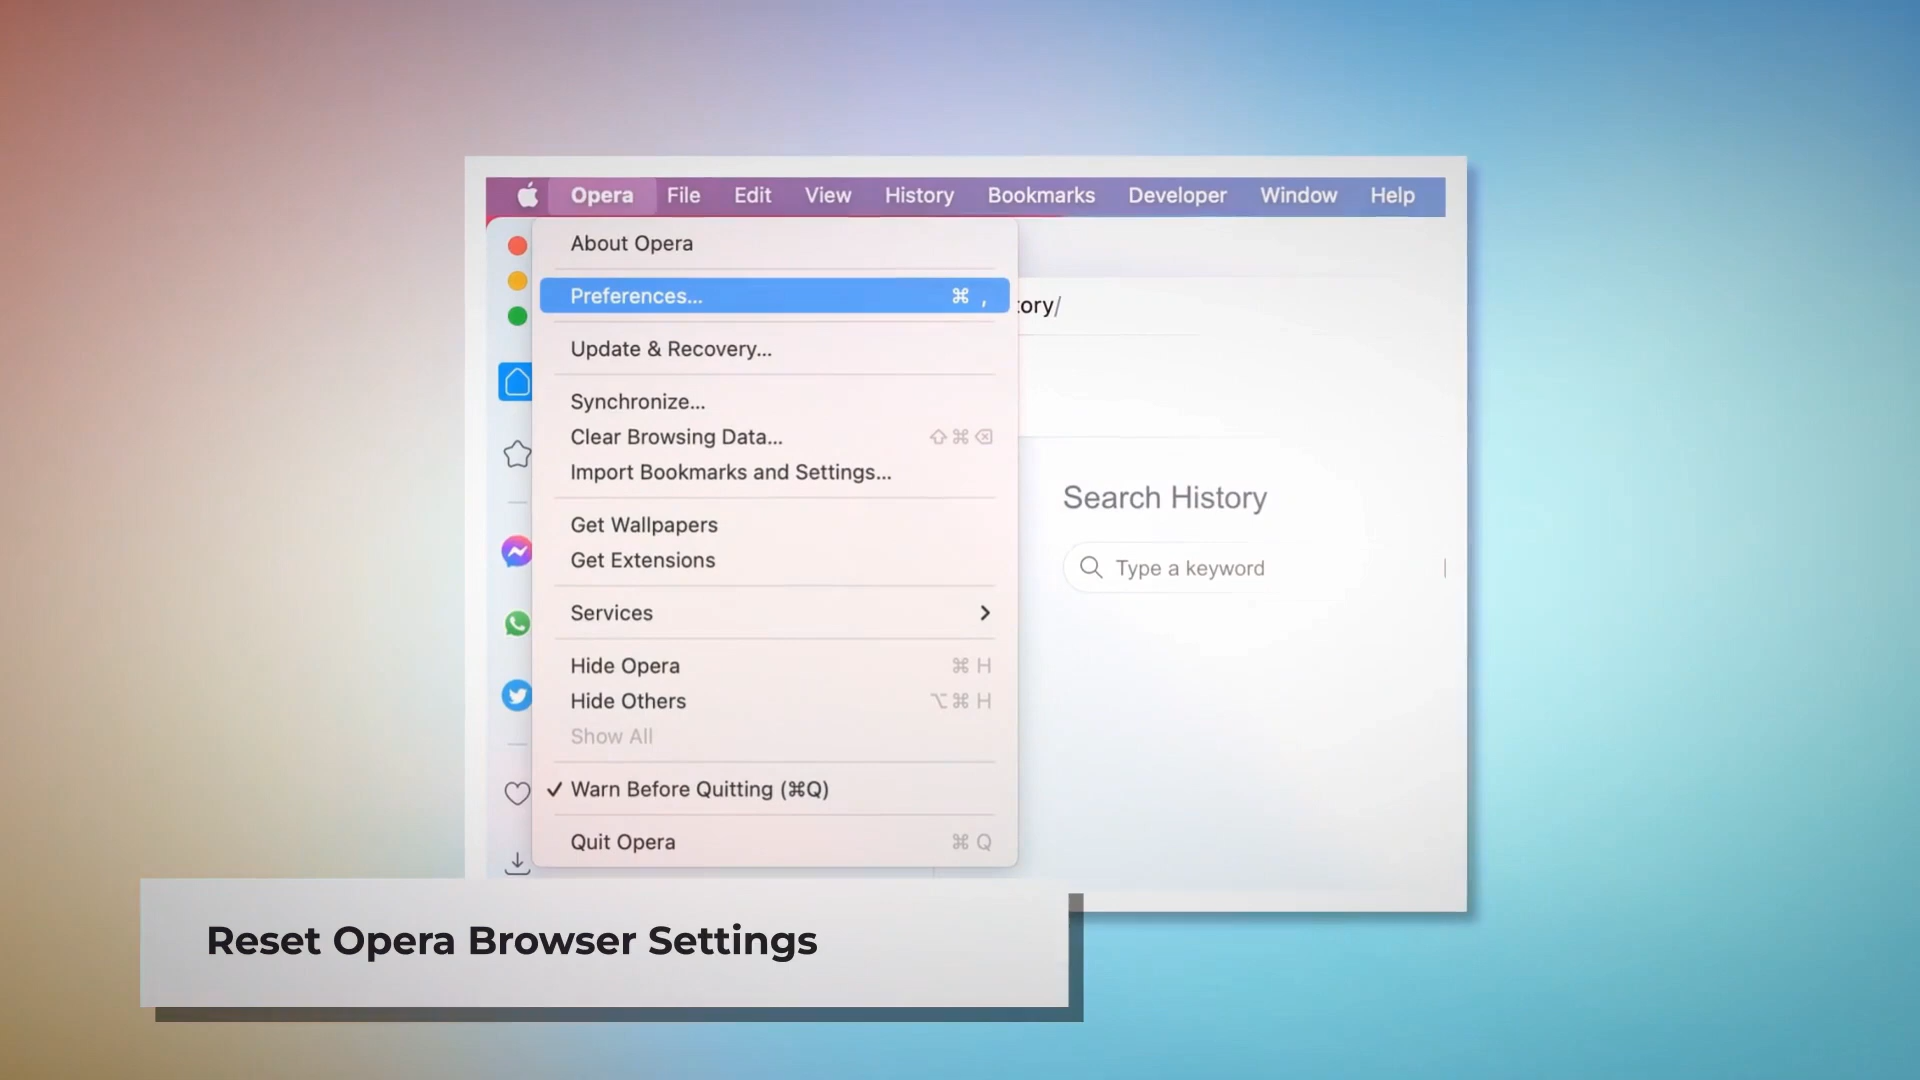 Opera File Edit View History Bookmarks Developer Window Help
About Opera
Preferences... ⌘ ,
tory/
Update & Recovery...
Synchronize...
Clear Browsing Data... ⇧ ⌘ ⌫
Import Bookmarks and Settings...
Search History
Get Wallpapers
Get Extensions
Type a keyword
Services
Hide Opera ⌘ H
Hide Others ⌥ ⌘ H
Show All
✓ Warn Before Quitting (⌘Q)
Quit Opera ⌘ Q
Reset Opera Browser Settings